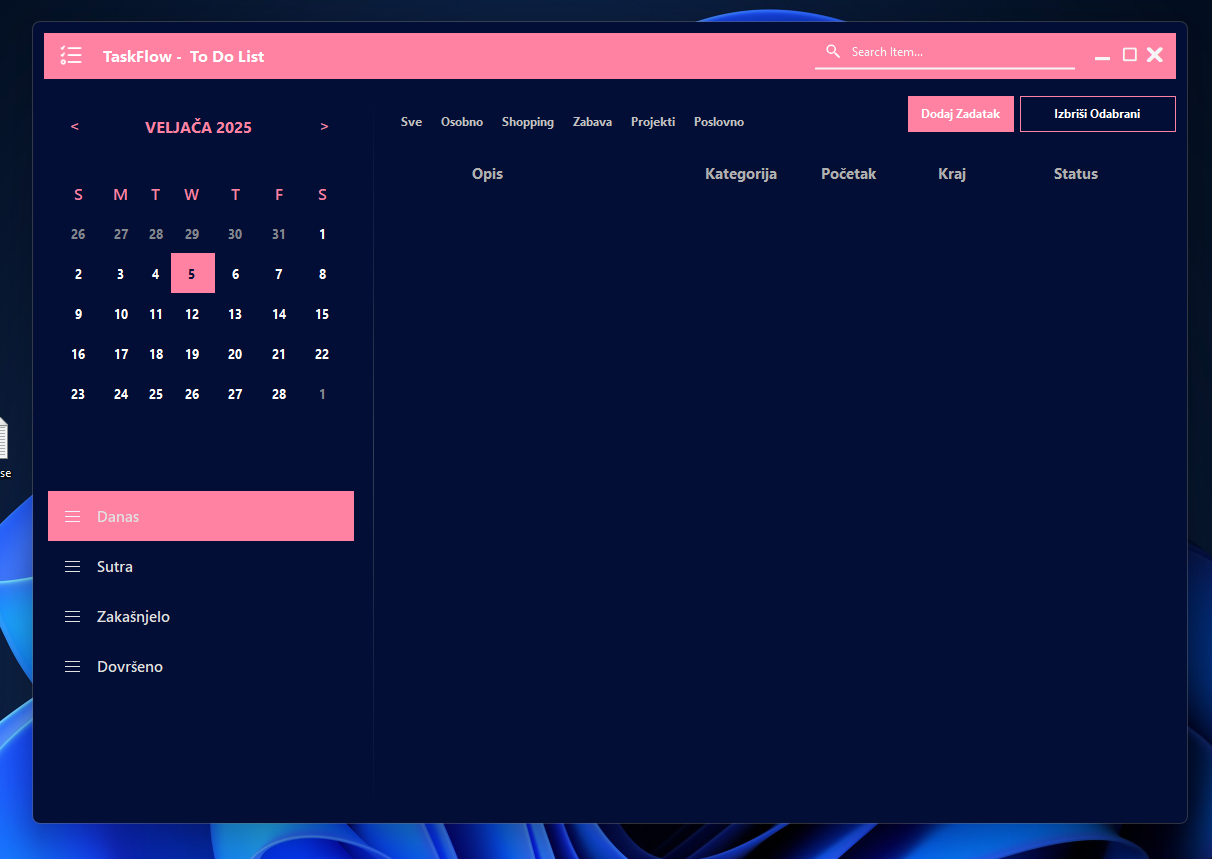 TaskFlow - To Do List
Search Item...
< VELJAČA 2025 >
S M T W T F S
26 27 28 29 30 31 1
2 3 4 5 6 7 8
9 10 11 12 13 14 15
16 17 18 19 20 21 22
23 24 25 26 27 28 1
Danas
Sutra
Zakašnjelo
Dovršeno
Sve Osobno Shopping Zabava Projekti Poslovno
Dodaj Zadatak
Izbriši Odabrani
Opis Kategorija Početak Kraj Status
se